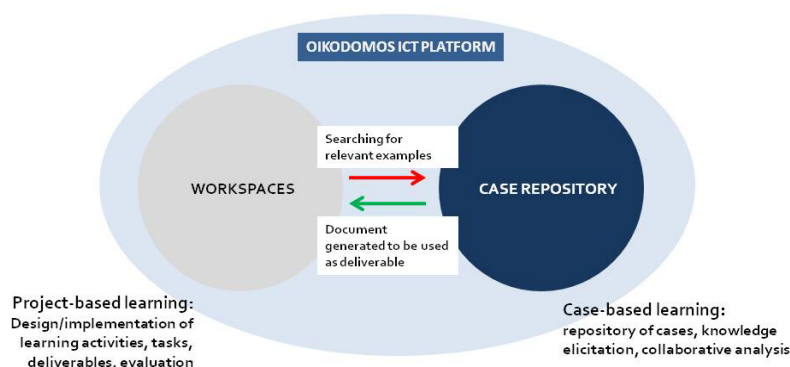 OIKODOMOS ICT PLATFORM
Searching for
relevant examples
WORKSPACES
CASE REPOSITORY
Document
generated to be used
as deliverable
Project-based learning:
Design/implementation of
learning activities, tasks,
deliverables, evaluation
Case-based learning:
repository of cases, knowledge
elicitation, collaborative analysis